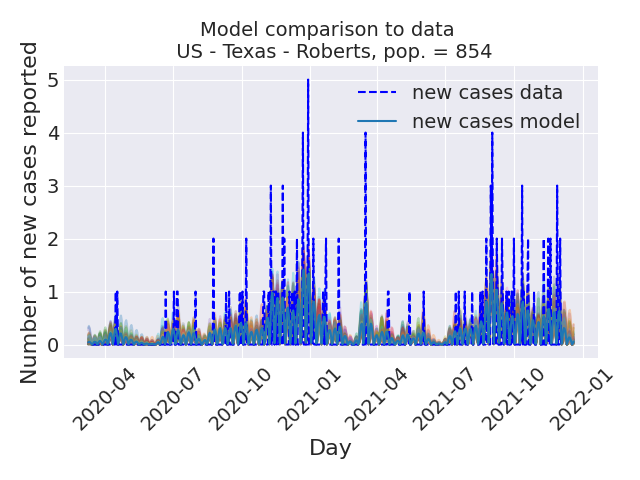 Model comparison to data
US - Texas - Roberts, pop. = 854
Number of new cases reported
5
4
3
2
1
0
new cases data
new cases model
2020-04
2020-07
2020-10
2021-01
2021-04
2021-07
2021-10
2022-01
Day